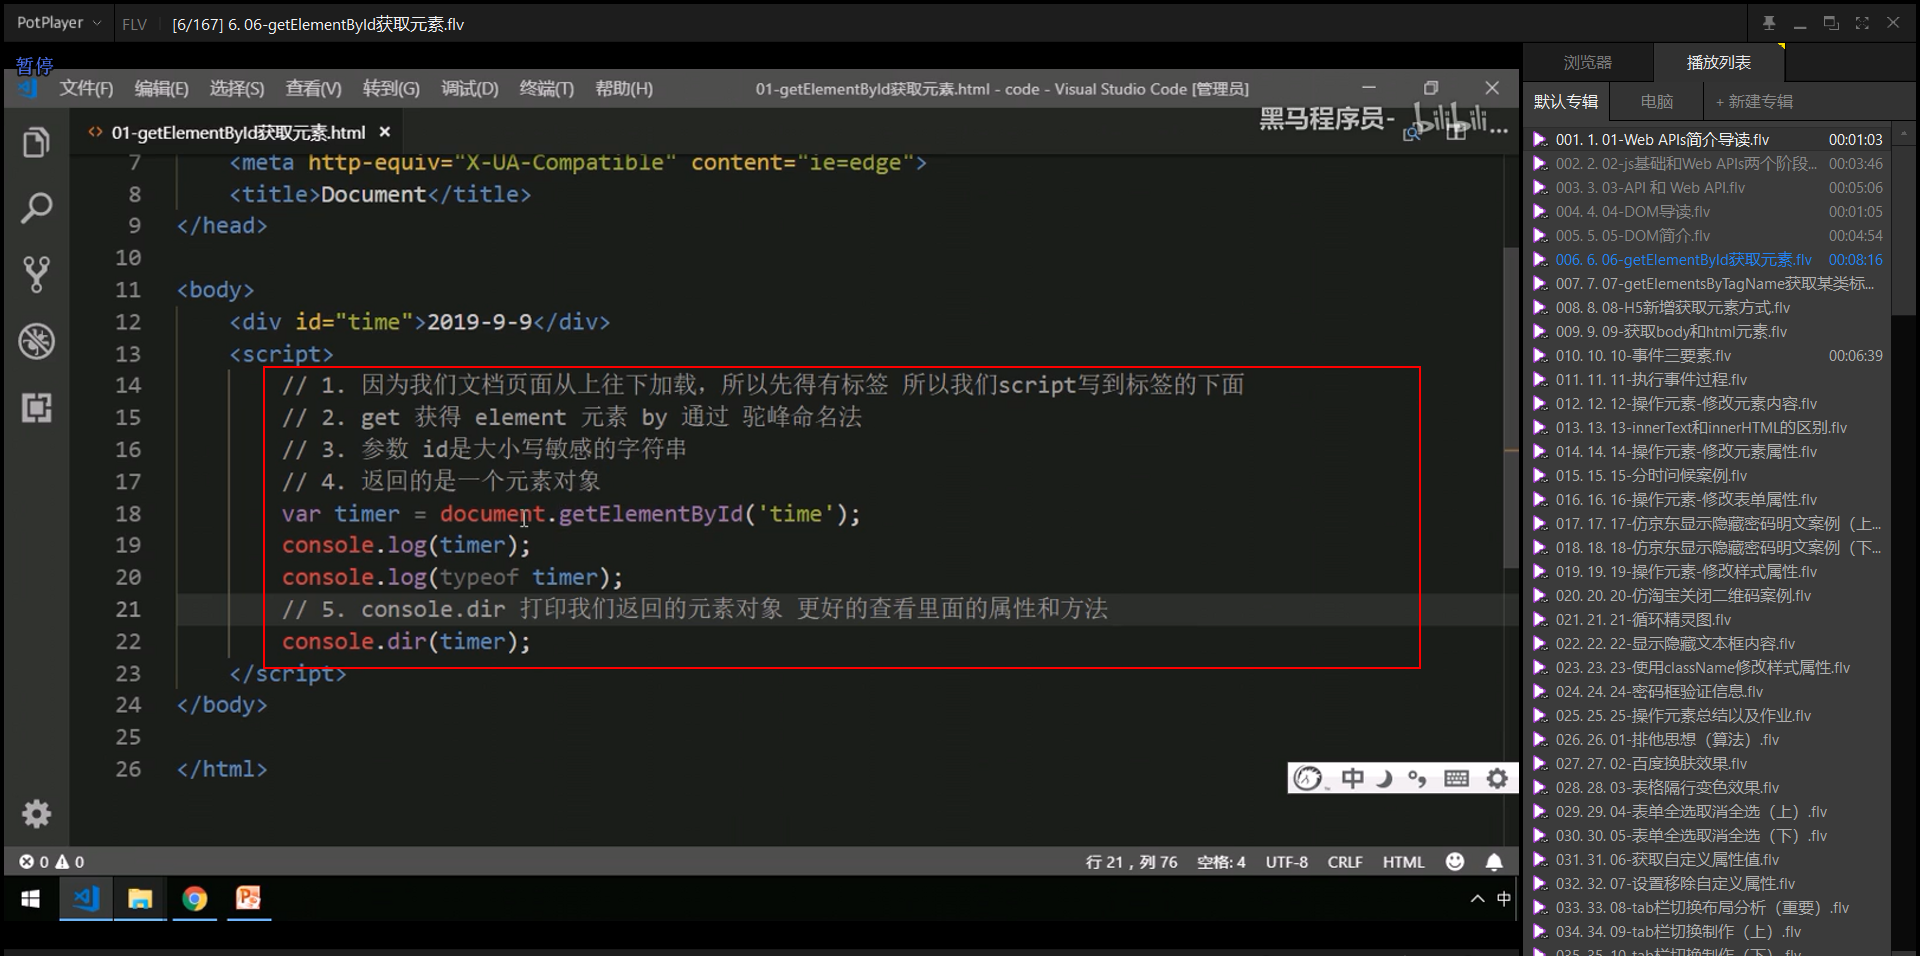 PotPlayer FLV [6/167] 6. 06-getElementById获取元素.flv
暂停
文件(F) 编辑(E) 选择(S) 查看(V) 转到(G) 调试(D) 终端(T) 帮助(H) 01-getElementById获取元素.html - code - Visual Studio Code [管理员]
黑马程序员- bilibili
<> 01-getElementById获取元素.html ×
7 <meta http-equiv="X-UA-Compatible" content="ie=edge">
8 <title>Document</title>
9 </head>
10
11 <body>
12 <div id="time">2019-9-9</div>
13 <script>
14 // 1. 因为我们文档页面从上往下加载，所以先得有标签 所以我们script写到标签的下面
15 // 2. get 获得 element 元素 by 通过 驼峰命名法
16 // 3. 参数 id是大小写敏感的字符串
17 // 4. 返回的是一个元素对象
18 var timer = document.getElementById('time');
19 console.log(timer);
20 console.log(typeof timer);
21 // 5. console.dir 打印我们返回的元素对象 更好的查看里面的属性和方法
22 console.dir(timer);
23 </script>
24 </body>
25
26 </html>
中
0 0 行 21，列 76 空格: 4 UTF-8 CRLF HTML
中
浏览器 播放列表
默认专辑 电脑 + 新建专辑
001. 1. 01-Web APIs简介导读.flv 00:01:03
002. 2. 02-js基础和Web APIs两个阶段... 00:03:46
003. 3. 03-API 和 Web API.flv 00:05:06
004. 4. 04-DOM导读.flv 00:01:05
005. 5. 05-DOM简介.flv 00:04:54
006. 6. 06-getElementById获取元素.flv 00:08:16
007. 7. 07-getElementsByTagName获取某类标...
008. 8. 08-H5新增获取元素方式.flv
009. 9. 09-获取body和html元素.flv
010. 10. 10-事件三要素.flv 00:06:39
011. 11. 11-执行事件过程.flv
012. 12. 12-操作元素-修改元素内容.flv
013. 13. 13-innerText和innerHTML的区别.flv
014. 14. 14-操作元素-修改元素属性.flv
015. 15. 15-分时问候案例.flv
016. 16. 16-操作元素-修改表单属性.flv
017. 17. 17-仿京东显示隐藏密码明文案例（上...
018. 18. 18-仿京东显示隐藏密码明文案例（下...
019. 19. 19-操作元素-修改样式属性.flv
020. 20. 20-仿淘宝关闭二维码案例.flv
021. 21. 21-循环精灵图.flv
022. 22. 22-显示隐藏文本框内容.flv
023. 23. 23-使用className修改样式属性.flv
024. 24. 24-密码框验证信息.flv
025. 25. 25-操作元素总结以及作业.flv
026. 26. 01-排他思想（算法）.flv
027. 27. 02-百度换肤效果.flv
028. 28. 03-表格隔行变色效果.flv
029. 29. 04-表单全选取消全选（上）.flv
030. 30. 05-表单全选取消全选（下）.flv
031. 31. 06-获取自定义属性值.flv
032. 32. 07-设置移除自定义属性.flv
033. 33. 08-tab栏切换布局分析（重要）.flv
034. 34. 09-tab栏切换制作（上）.flv
035. 35. 10-tab栏切换制作（下）.flv